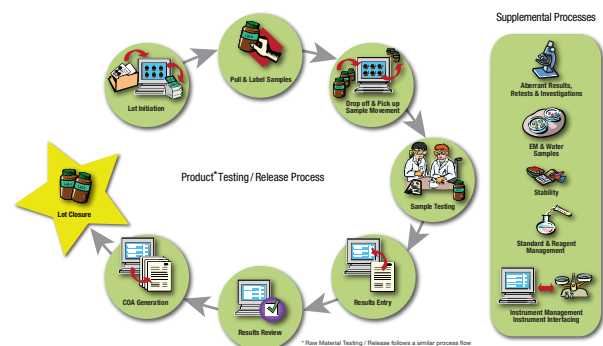 Supplemental Processes
Lot Initiation
Pull & Label Samples
Drop off & Pick up
Sample Movement
Aberrant Results,
Retests & Investigations
EM & Water
Samples
Product* Testing / Release Process
Sample Testing
Stability
Lot Closure
Standard & Reagent
Management
COA Generation
Results Review
Results Entry
Instrument Management
Instrument Interfacing
* Raw Material Testing / Release follows a similar process flow